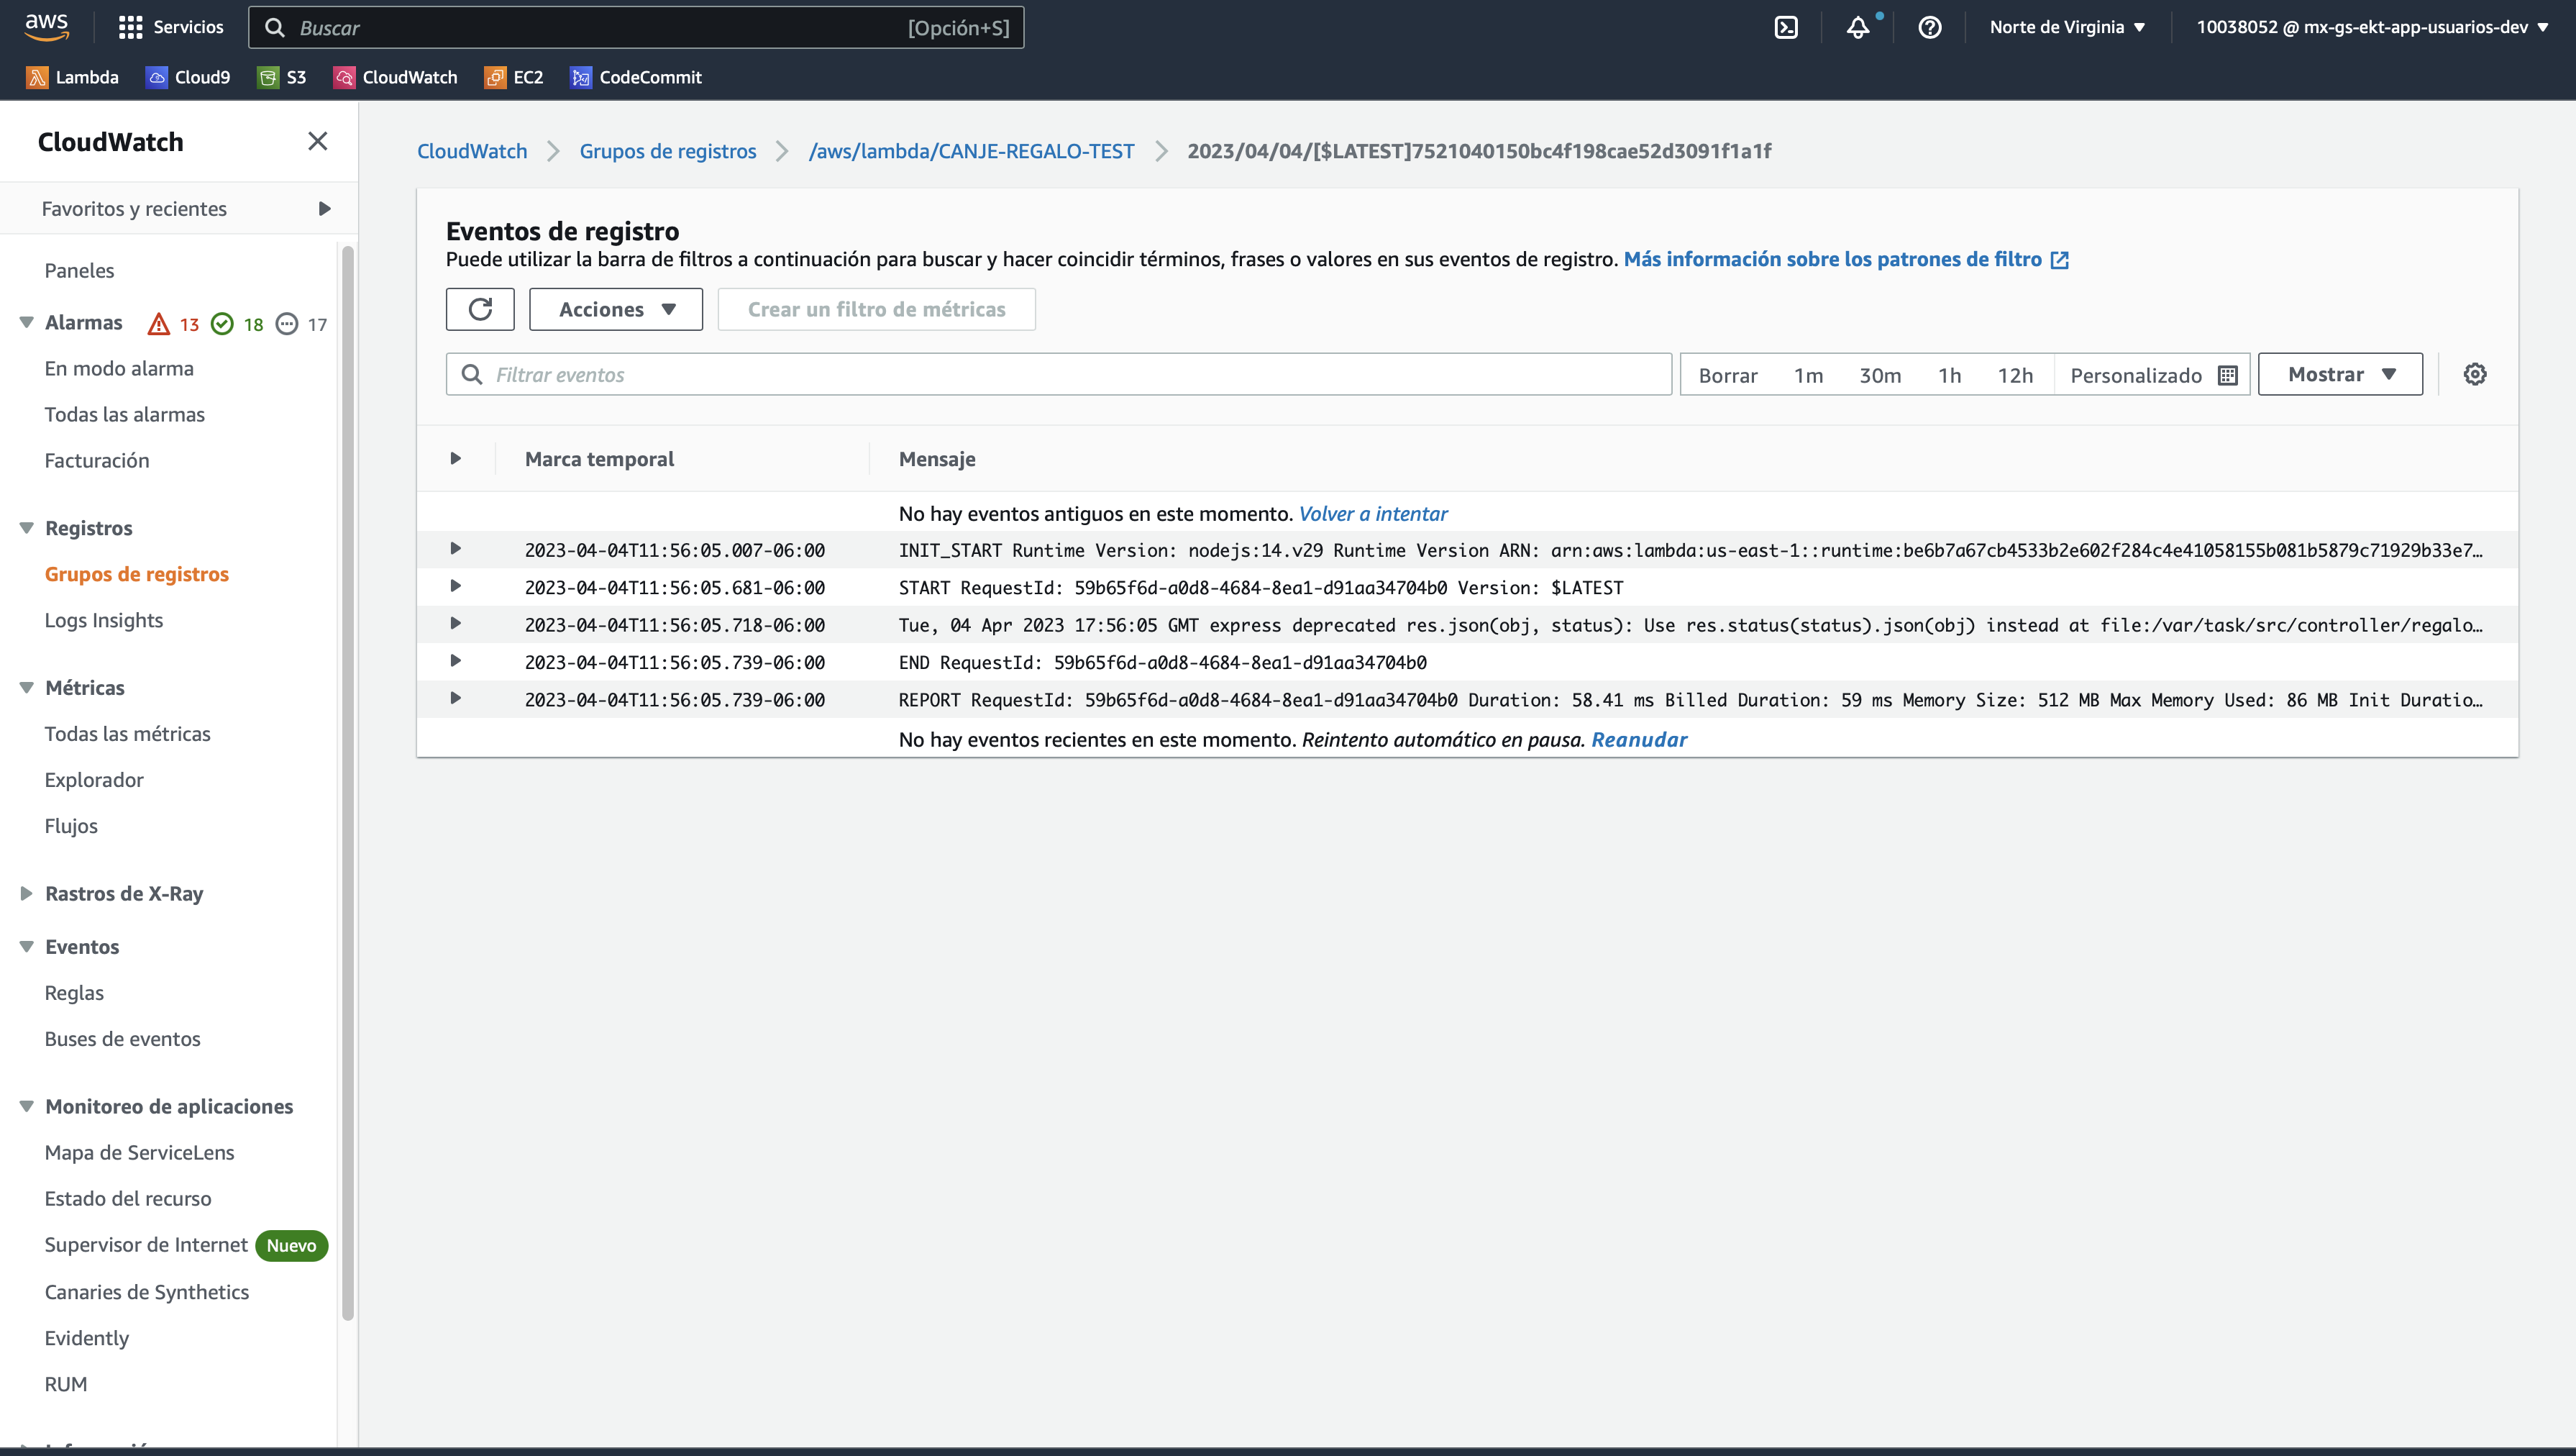 aws
Servicios
Buscar
[Opción+S]
Norte de Virginia
10038052 @ mx-gs-ekt-app-usuarios-dev
Lambda
Cloud9
S3
CloudWatch
EC2
CodeCommit
CloudWatch
Favoritos y recientes
Paneles
Alarmas 13 18 17
En modo alarma
Todas las alarmas
Facturación
Registros
Grupos de registros
Logs Insights
Métricas
Todas las métricas
Explorador
Flujos
Rastros de X-Ray
Eventos
Reglas
Buses de eventos
Monitoreo de aplicaciones
Mapa de ServiceLens
Estado del recurso
Supervisor de Internet Nuevo
Canaries de Synthetics
Evidently
RUM
CloudWatch
Grupos de registros
/aws/lambda/CANJE-REGALO-TEST
2023/04/04/[$LATEST]7521040150bc4f198cae52d3091f1a1f
Eventos de registro
Puede utilizar la barra de filtros a continuación para buscar y hacer coincidir términos, frases o valores en sus eventos de registro. Más información sobre los patrones de filtro
Acciones
Crear un filtro de métricas
Filtrar eventos
Borrar 1m 30m 1h 12h Personalizado
Mostrar
Marca temporal Mensaje
No hay eventos antiguos en este momento. Volver a intentar
2023-04-04T11:56:05.007-06:00 INIT_START Runtime Version: nodejs:14.v29 Runtime Version ARN: arn:aws:lambda:us-east-1::runtime:be6b7a67cb4533b2e602f284c4e41058155b081b5879c71929b33e7…
2023-04-04T11:56:05.681-06:00 START RequestId: 59b65f6d-a0d8-4684-8ea1-d91aa34704b0 Version: $LATEST
2023-04-04T11:56:05.718-06:00 Tue, 04 Apr 2023 17:56:05 GMT express deprecated res.json(obj, status): Use res.status(status).json(obj) instead at file:/var/task/src/controller/regalo…
2023-04-04T11:56:05.739-06:00 END RequestId: 59b65f6d-a0d8-4684-8ea1-d91aa34704b0
2023-04-04T11:56:05.739-06:00 REPORT RequestId: 59b65f6d-a0d8-4684-8ea1-d91aa34704b0 Duration: 58.41 ms Billed Duration: 59 ms Memory Size: 512 MB Max Memory Used: 86 MB Init Duratio…
No hay eventos recientes en este momento. Reintento automático en pausa. Reanudar